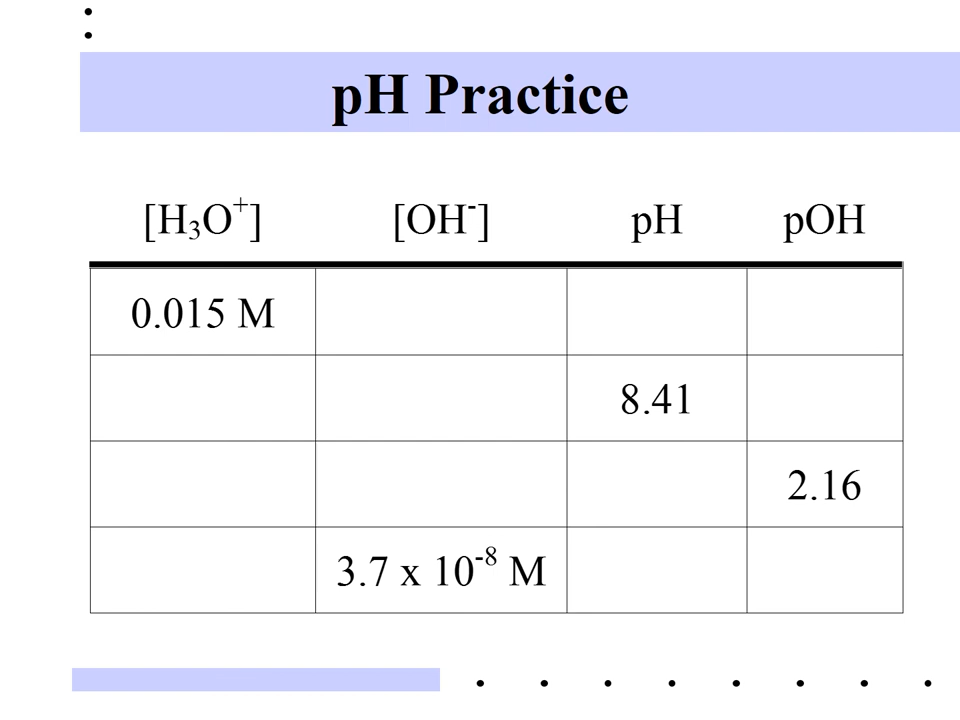 pH Practice
[H₃O⁺] [OH⁻] pH pOH
0.015 M
8.41
2.16
3.7 x 10⁻⁸ M